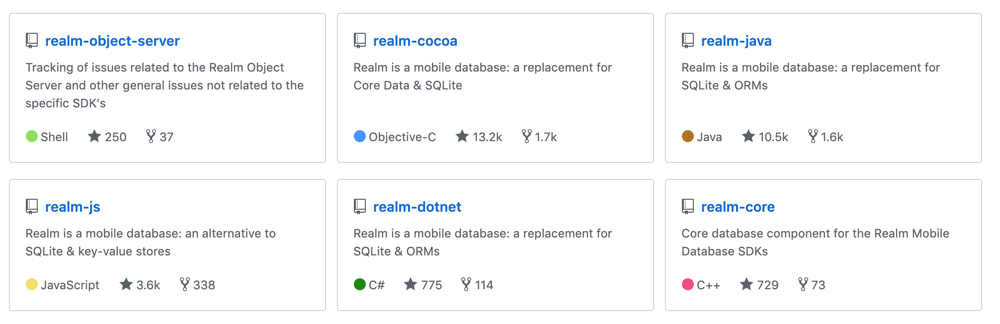 realm-object-server
Tracking of issues related to the Realm Object
Server and other general issues not related to the
specific SDK's
Shell 250 37
realm-cocoa
Realm is a mobile database: a replacement for
Core Data & SQLite
Objective-C 13.2k 1.7k
realm-java
Realm is a mobile database: a replacement for
SQLite & ORMs
Java 10.5k 1.6k
realm-js
Realm is a mobile database: an alternative to
SQLite & key-value stores
JavaScript 3.6k 338
realm-dotnet
Realm is a mobile database: a replacement for
SQLite & ORMs
C# 775 114
realm-core
Core database component for the Realm Mobile
Database SDKs
C++ 729 73